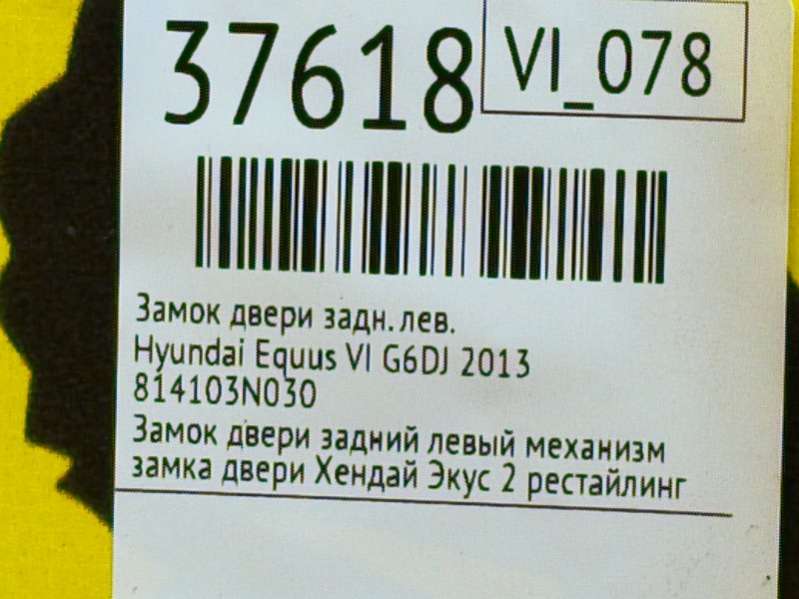 37618
VI_078
Замок двери задн. лев.
Hyundai Equus VI G6DJ 2013
814103N030
Замок двери задний левый механизм
замка двери Хендай Экус 2 рестайлинг